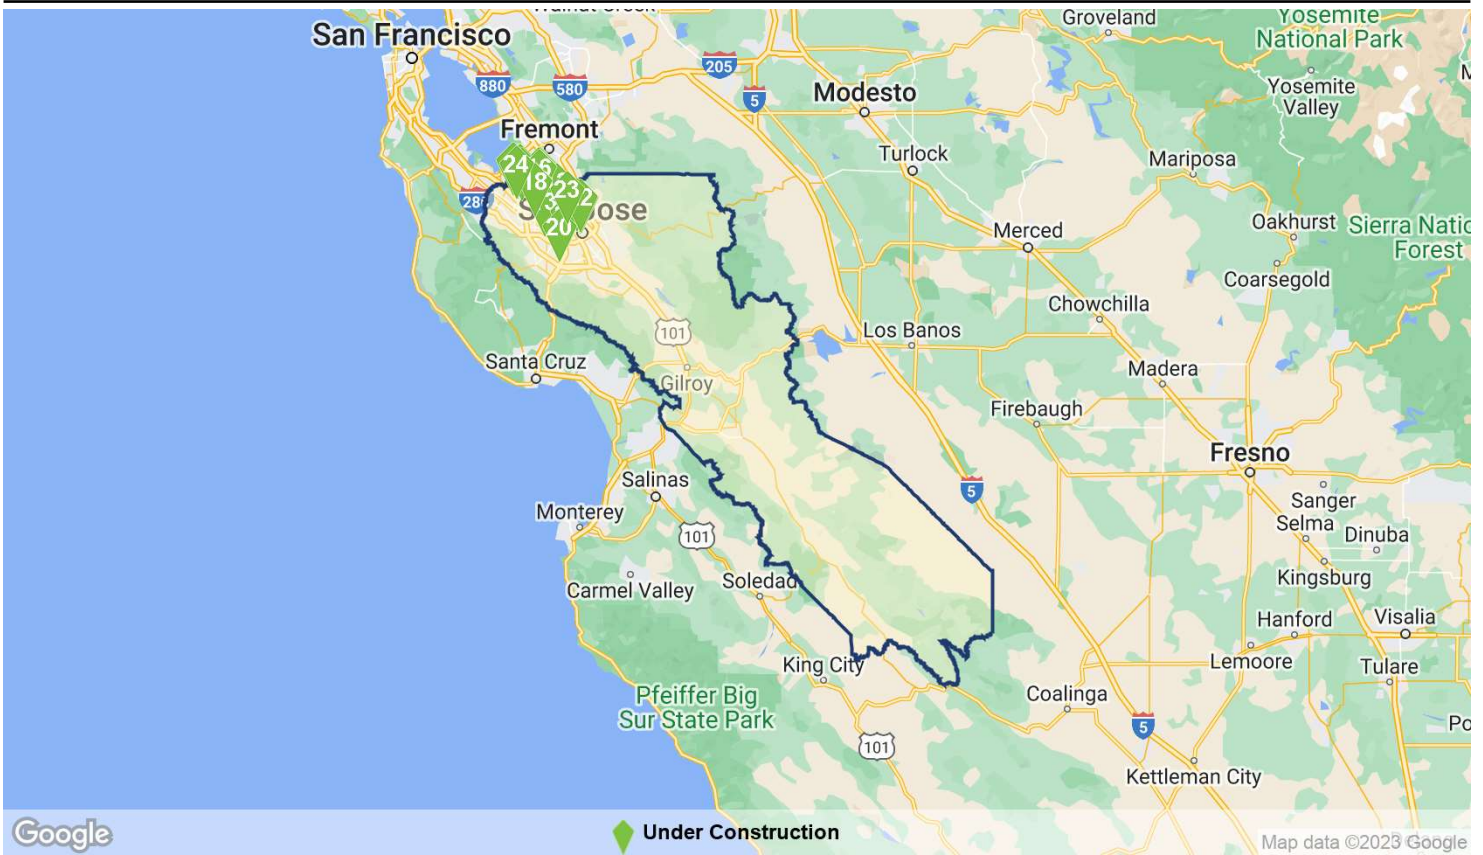 Groveland
Yosemite
National Park
San Francisco
205
880
580
5
Modesto
Yosemite
Valley
Fremont
Turlock
Mariposa
24
18
23
280
20
Merced
Oakhurst
Sierra
Forest
Coarsegold
Chowchilla
101
Los Banos
Santa Cruz
Madera
Gilroy
Firebaugh
Fresno
Salinas
5
Sanger
Monterey
Selma
101
Dinuba
Soledad
Kingsburg
Carmel Valley
Hanford
Visalia
King City
Lemoore
Tulare
Pfeiffer Big
Sur State Park
Coalinga
5
101
Kettleman City
Google
Under Construction
Map data ©2023 Google